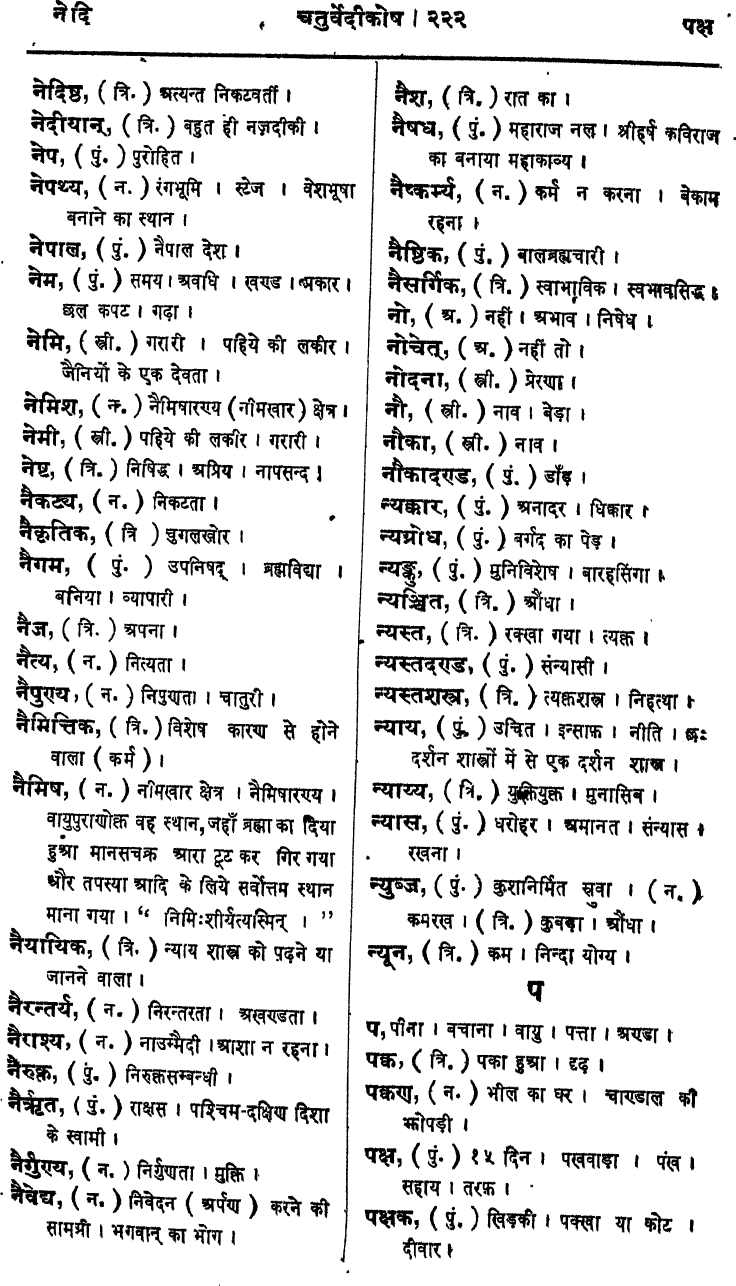 नेदि
चतुर्वेदीकोष । २२२
पक्ष
नेदिष्ठ, ( त्रि. ) अत्यन्त निकटवर्ती ।
नेदीयान्, ( त्रि. ) बहुत ही नज़दीकी ।
नेप, ( पुं. ) पुरोहित ।
नेपथ्य, ( न. ) रंगभूमि । स्टेज । वेशभूषा
बनाने का स्थान ।
नेपाल, ( पुं. ) नैपाल देश ।
नेम, ( पुं. ) समय । अवधि । खण्ड । प्रकार ।
छल कपट । गढ़ा ।
नेमि, ( स्त्री. ) गरारी । पहिये की लकीर ।
जैनियों के एक देवता ।
नेमिश, ( न. ) नैमिषारण्य (नीमखार) क्षेत्र ।
नेमी, ( स्त्री. ) पहिये की लकीर । गरारी ।
नेष्ट, ( त्रि. ) निषिद्ध । अप्रिय । नापसन्द ।
नैकट्य, ( न. ) निकटता ।
नैकृतिक, ( त्रि ) चुगलखोर ।
नैगम, ( पुं. ) उपनिषद् । ब्रह्मविद्या ।
बनिया । व्यापारी ।
नैज, ( त्रि. ) अपना ।
नैत्य, ( न. ) नित्यता ।
नैपुण्य, ( न. ) निपुणता । चातुरी ।
नैमित्तिक, ( त्रि. ) विशेष कारण से होने
वाला ( कर्म ) ।
नैमिष, ( न. ) नीमखार क्षेत्र । नैमिषारण्य ।
वायुपुराणोक्त वह स्थान, जहाँ ब्रह्मा का दिया
हुआ मानसचक्र आरा टूट कर गिर गया
और तपस्या आदि के लिये सर्वोत्तम स्थान
माना गया । “ निमिःशीर्यत्यस्मिन् । ”
नैयायिक, ( त्रि. ) न्याय शास्त्र को पढ़ने या
जानने वाला ।
नैरन्तर्य, ( न. ) निरन्तरता । अखण्डता ।
नैराश्य, ( न. ) नाउम्मैदी । आशा न रहना ।
नैरुक्त, ( पुं. ) निरुक्तसम्बन्धी ।
नैर्ऋत, ( पुं. ) राक्षस । पश्चिम-दक्षिण दिशा
के स्वामी ।
नैर्गुण्य, ( न. ) निर्गुणता । मुक्ति ।
नैवेद्य, ( न. ) निवेदन ( अर्पण ) करने की
सामग्री । भगवान् का भोग ।
नैश, ( त्रि. ) रात का ।
नैषध, ( पुं. ) महाराज नल । श्रीहर्ष कविराज
का बनाया महाकाव्य ।
नैष्कर्म्य, ( न. ) कर्म न करना । बेकाम
रहना ।
नैष्ठिक, ( पुं. ) बालब्रह्मचारी ।
नैसर्गिक, ( त्रि. ) स्वाभाविक । स्वभावसिद्ध ।
नो, ( अ. ) नहीं । अभाव । निषेध ।
नोचेत्, ( अ. ) नहीं तो ।
नोदना, ( स्त्री. ) प्रेरणा ।
नौ, ( स्त्री. ) नाव । बेड़ा ।
नौका, ( स्त्री. ) नाव ।
नौकादण्ड, ( पुं. ) डाँड़ ।
न्यक्कार, ( पुं. ) अनादर । धिक्कार ।
न्यग्रोध, ( पुं. ) बर्गद का पेड़ ।
न्यङ्कु, ( पुं. ) मुनिविशेष । बारहसिंगा ।
न्यञ्चित, ( त्रि. ) औंधा ।
न्यस्त, ( त्रि. ) रक्खा गया । त्यक्त ।
न्यस्तदण्ड, ( पुं. ) संन्यासी ।
न्यस्तशस्त्र, ( त्रि. ) त्यक्तशस्त्र । निहत्था ।
न्याय, ( पुं. ) उचित । इन्साफ़ । नीति । छः
दर्शन शास्त्रों में से एक दर्शन शास्त्र ।
न्याय्य, ( त्रि. ) युक्तियुक्त । मुनासिब ।
न्यास, ( पुं. ) धरोहर । अमानत । संन्यास ।
रखना ।
न्युब्ज, ( पुं. ) कुशनिर्मित स्रुवा । ( न. )
कमरख । ( त्रि. ) कुबड़ा । औंधा ।
न्यून, ( त्रि. ) कम । निन्दा योग्य ।
प
प, पीना । बचाना । वायु । पत्ता । अण्डा ।
पक्व, ( त्रि. ) पका हुआ । दृढ़ ।
पक्वण, ( न. ) भील का घर । चाण्डाल की
झोपड़ी ।
पक्ष, ( पुं. ) १५ दिन । पखवाड़ा । पंख ।
सहाय । तरफ़ ।
पक्षक, ( पुं. ) खिड़की । पक्खा या कोट ।
दीवार ।